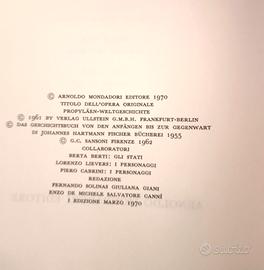 © ARNOLDO MONDADORI EDITORE 1970
TITOLO DELL'OPERA ORIGINALE
PROPYLÄEN-WELTGESCHICHTE
© 1961 BY VERLAG ULLSTEIN G.M.B.H. FRANKFURT-BERLIN
© DAS GESCHICHTSBUCH VON DEN ANFÄNGEN BIS ZUR GEGENWART
DI JOHANNES HARTMANN FISCHER BÜCHEREI 1955
© G.C. SANSONI FIRENZE 1962
COLLABORATORI
BERTA BERTI: GLI STATI
LORENZO LIEVERS: I PERSONAGGI
PIERO CABRINI: I PERSONAGGI
REDAZIONE
FERNANDO SOLINAS GIULIANA GIANI
ENZO DE MICHELE SALVATORE CANNÍ
I EDIZIONE MARZO 1970
subito